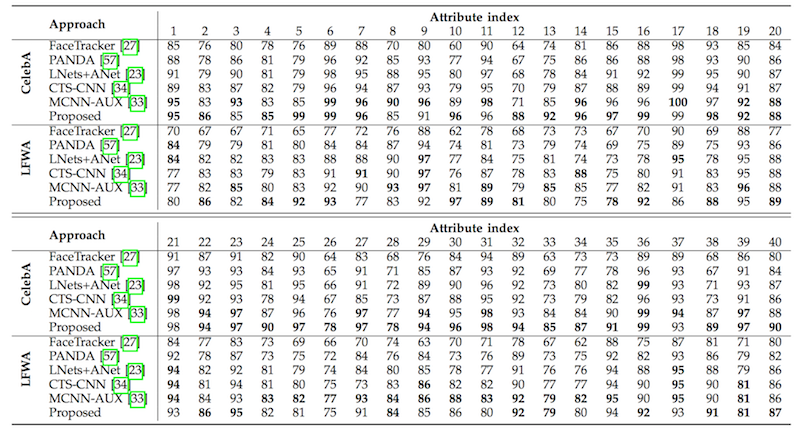 Approach
Attribute index
1 2 3 4 5 6 7 8 9 10 11 12 13 14 15 16 17 18 19 20
CelebA
FaceTracker [27] 85 76 80 78 76 89 88 70 80 60 90 64 74 81 86 88 98 93 85 84
PANDA [57] 88 78 86 81 79 96 92 85 93 77 94 67 75 86 86 88 98 93 90 86
LNets+ANet [23] 91 79 90 81 79 98 95 88 95 80 97 68 78 84 91 92 99 95 90 87
CTS-CNN [34] 89 83 87 82 79 96 94 87 93 79 95 70 79 87 88 89 99 94 91 87
MCNN-AUX [33] 95 83 93 83 85 99 96 90 96 89 98 71 85 96 96 96 100 97 92 88
Proposed 95 86 85 85 99 99 96 85 91 96 96 88 92 96 97 99 99 98 92 88
LFWA
FaceTracker [27] 70 67 67 71 65 77 72 76 88 62 78 68 73 73 67 70 90 69 88 77
PANDA [57] 84 79 79 81 80 84 84 87 94 74 81 73 79 74 69 75 89 75 93 86
LNets+ANet [23] 84 82 82 83 83 88 88 90 97 77 84 75 81 74 73 78 95 78 95 88
CTS-CNN [34] 77 83 83 79 83 91 91 90 97 76 87 78 83 88 75 80 91 83 95 88
MCNN-AUX [33] 77 82 85 80 83 92 90 93 97 81 89 79 85 85 77 82 91 83 96 88
Proposed 80 86 82 84 92 93 77 83 92 97 89 81 80 75 78 92 86 88 95 89
Approach
Attribute index
21 22 23 24 25 26 27 28 29 30 31 32 33 34 35 36 37 38 39 40
CelebA
FaceTracker [27] 91 87 91 82 90 64 83 68 76 84 94 89 63 73 73 89 89 68 86 80
PANDA [57] 97 93 93 84 93 65 91 71 85 87 93 92 69 77 78 96 93 67 91 84
LNets+ANet [23] 98 92 95 81 95 66 91 72 89 90 96 92 73 80 82 99 93 71 93 87
CTS-CNN [34] 99 92 93 78 94 67 85 73 87 88 95 92 73 79 82 96 93 73 91 86
MCNN-AUX [33] 98 94 97 87 96 76 97 77 94 95 98 93 84 84 90 99 94 87 97 88
Proposed 98 94 97 90 97 78 97 78 94 96 98 94 85 87 91 99 93 89 97 90
LFWA
FaceTracker [27] 84 77 83 73 69 66 70 74 63 70 71 78 67 62 88 75 87 81 71 80
PANDA [57] 92 78 87 73 75 72 84 76 84 73 76 89 73 75 92 82 93 86 79 82
LNets+ANet [23] 94 82 92 81 79 74 84 80 85 78 77 91 76 76 94 88 95 88 79 86
CTS-CNN [34] 94 81 94 81 80 75 73 83 86 82 82 90 77 77 94 90 95 90 81 86
MCNN-AUX [33] 94 84 93 83 82 77 93 84 86 88 83 92 79 82 95 90 95 90 81 86
Proposed 93 86 95 82 81 75 91 84 85 86 80 92 79 80 94 92 93 91 81 87